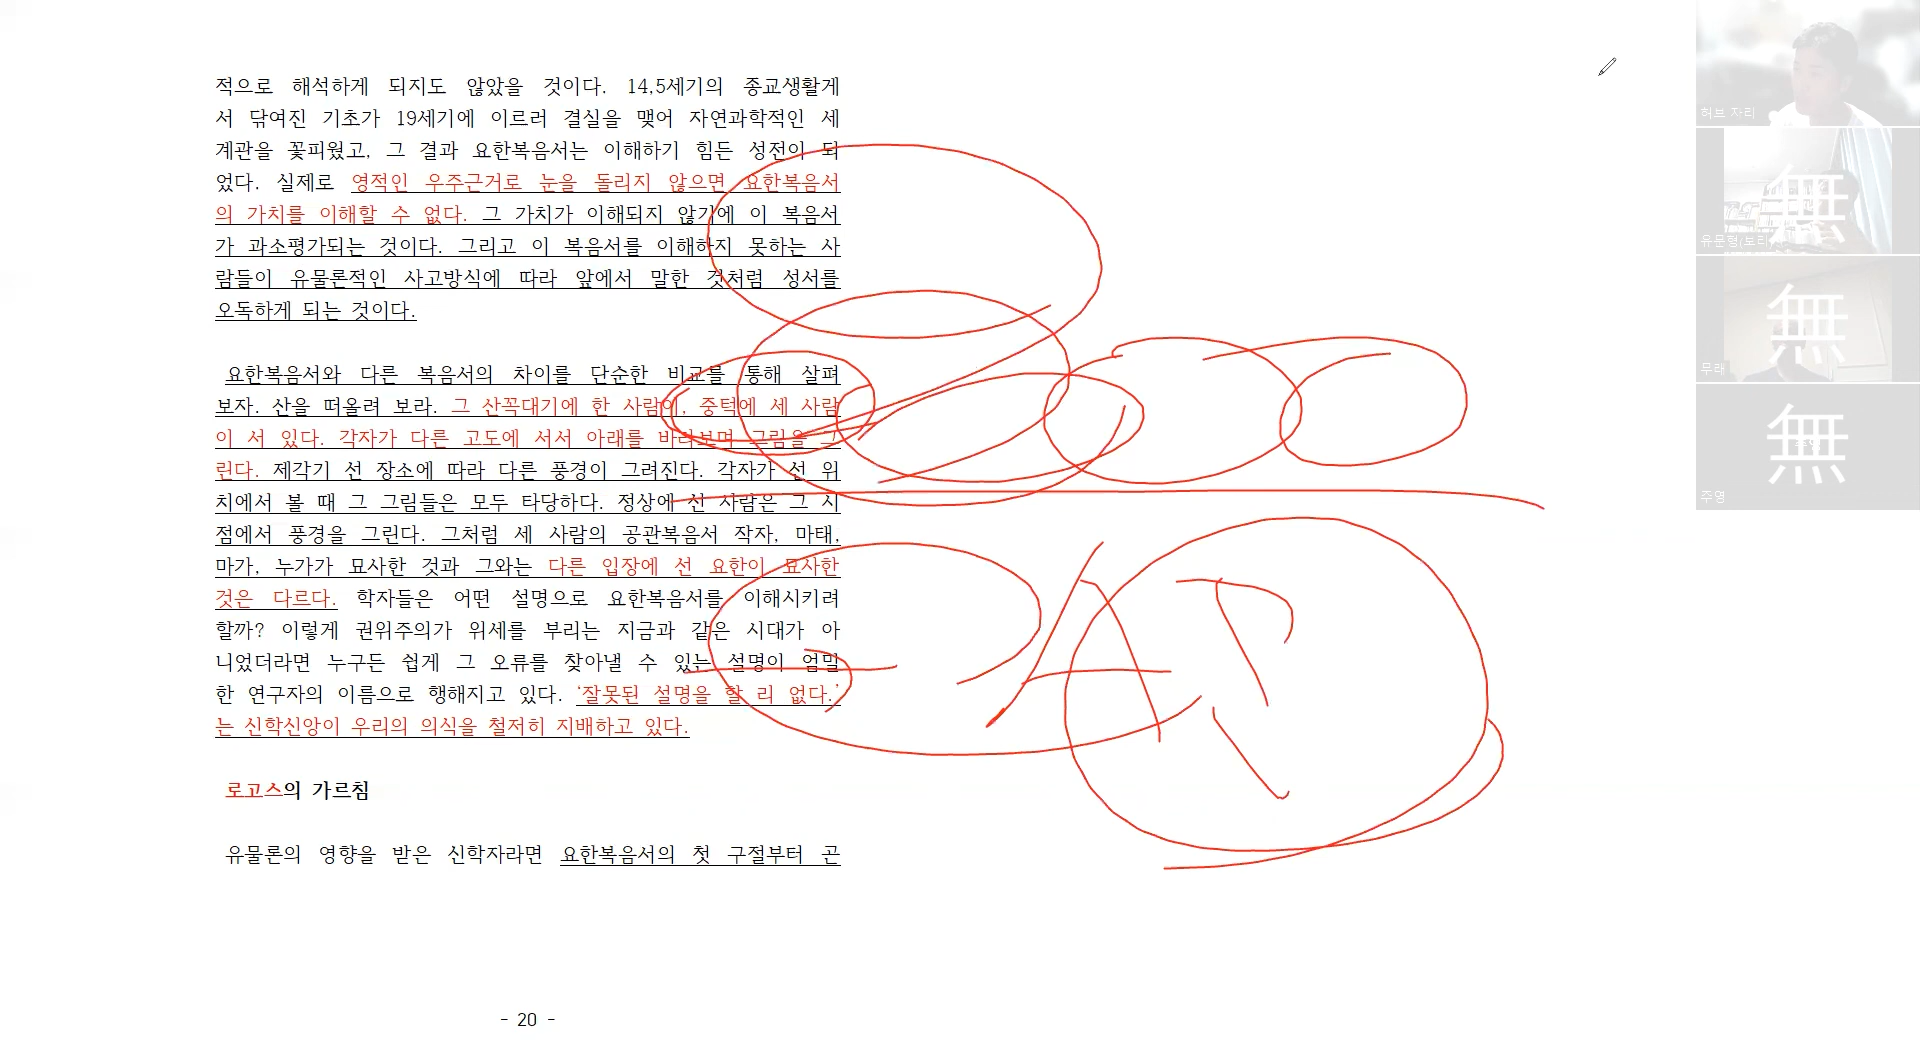 적으로 해석하게 되지도 않았을 것이다. 14,5세기의 종교생활게
서 닦여진 기초가 19세기에 이르러 결실을 맺어 자연과학적인 세
계관을 꽃피웠고, 그 결과 요한복음서는 이해하기 힘든 성전이 되
었다. 실제로 영적인 우주근거로 눈을 돌리지 않으면 요한복음서
의 가치를 이해할 수 없다. 그 가치가 이해되지 않기에 이 복음서
가 과소평가되는 것이다. 그리고 이 복음서를 이해하지 못하는 사
람들이 유물론적인 사고방식에 따라 앞에서 말한 것처럼 성서를
오독하게 되는 것이다.
요한복음서와 다른 복음서의 차이를 단순한 비교를 통해 살펴
보자. 산을 떠올려 보라. 그 산꼭대기에 한 사람이, 중턱에 세 사람
이 서 있다. 각자가 다른 고도에 서서 아래를 바라보며 그림을 그
린다. 제각기 선 장소에 따라 다른 풍경이 그려진다. 각자가 선 위
치에서 볼 때 그 그림들은 모두 타당하다. 정상에 선 사람은 그 시
점에서 풍경을 그린다. 그처럼 세 사람의 공관복음서 작자, 마태,
마가, 누가가 묘사한 것과 그와는 다른 입장에 선 요한이 묘사한
것은 다르다. 학자들은 어떤 설명으로 요한복음서를 이해시키려
할까? 이렇게 권위주의가 위세를 부리는 지금과 같은 시대가 아
니었더라면 누구든 쉽게 그 오류를 찾아낼 수 있는 설명이 엄밀
한 연구자의 이름으로 행해지고 있다. ‘잘못된 설명을 할 리 없다.’
는 신학신앙이 우리의 의식을 철저히 지배하고 있다.
로고스의 가르침
유물론의 영향을 받은 신학자라면 요한복음서의 첫 구절부터 곤
- 20 -
허브 자리
無
유문형(보리
無
무래
無
주영